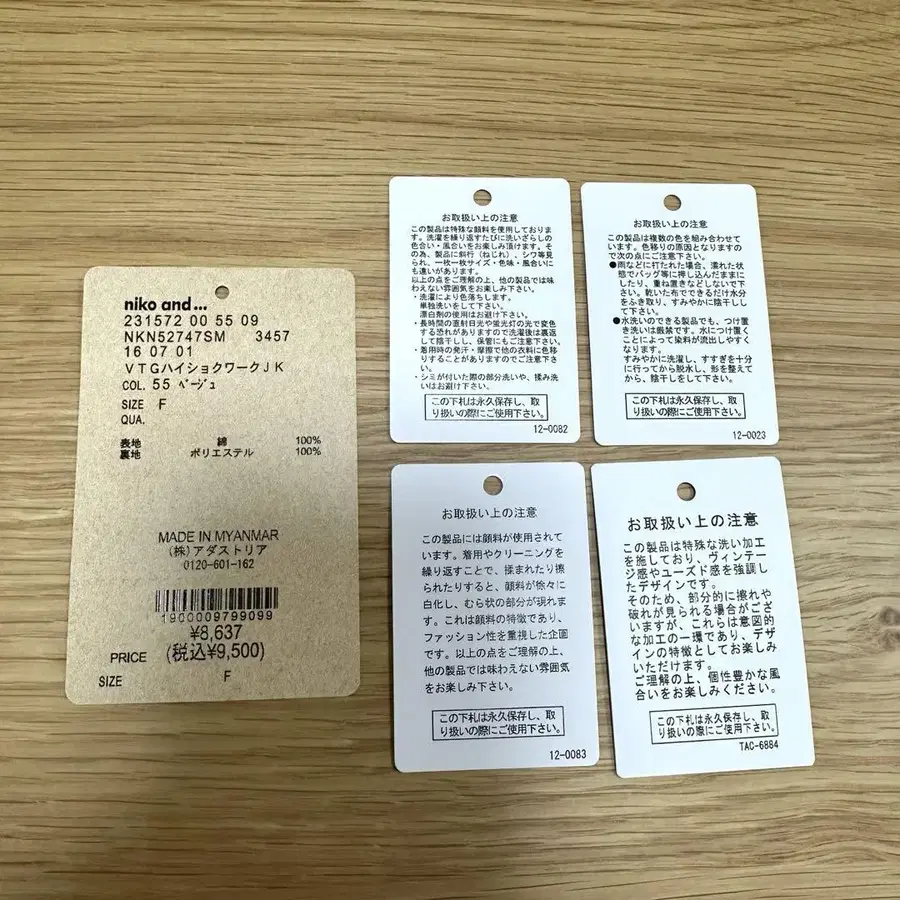 niko and ...
231572 00 55 09
NKN52747SM 3457
16 07 01
VTGハイショクワークJK
COL. 55 ベージュ
SIZE F
QUA.
表地 綿 100%
裏地 ポリエステル 100%
MADE IN MYANMAR
(株)アダストリア
0120-601-162
1900009799099
¥8,637
PRICE (税込¥9,500)
SIZE F
お取扱い上の注意
この製品は特殊な顔料を使用しておりま
す。洗濯を繰り返すたびに洗いざらしの
色合い・風合いをお楽しみ頂けます。そ
の為、製品に斜行(ねじれ)、シワ等見
られ、一枚一枚サイズ・色味・風合いに
も違いがあります。
以上の点をご理解の上、他の製品では味
わえない雰囲気をお楽しみ下さい。
・洗濯により色落ちします。
単独洗いをして下さい。
漂白剤の使用はお避け下さい。
・長時間の直射日光や蛍光灯の光で変色
する恐れがありますので洗濯後は裏返
して陰干しし、保管にもご注意下さい。
・着用時の発汗・摩擦で他の衣料に色移
りすることがありますのでご注意下さ
い。
・シミが付いた際の部分洗いや、揉み洗
いはお避け下さい。
この下札は永久保存し、取
り扱いの際にご使用下さい。
12-0082
お取扱い上の注意
この製品は複数の色を組み合わせて
います。色移りの原因となりますの
で次の点にご注意下さい。
●雨などに打たれた場合、濡れた状
態でバッグ等に押し込んだままに
したり、重ね置きなどしないで下
さい。乾いた布でできるだけ水分
をふき取り、すみやかに陰干しし
て下さい。
●水洗いのできる製品でも、つけ置
き洗いは厳禁です。水につけて置く
ことによって染料が流出しやすく
なります。
すみやかに洗濯し、すすぎを十分
に行ってから脱水し、形を整えて
から、陰干しをして下さい。
この下札は永久保存し、取
り扱いの際にご使用下さい。
12-0023
お取扱い上の注意
この製品には顔料が使用されて
います。着用やクリーニングを
繰り返すことで、揉まれたり擦
られたりすると、顔料が徐々に
白化し、むら状の部分が現れま
す。これは顔料の特徴であり、
ファッション性を重視した企画
です。以上の点をご理解の上、
他の製品では味わえない雰囲気
をお楽しみ下さい。
この下札は永久保存し、取
り扱いの際にご使用下さい。
12-0083
お取扱い上の注意
この製品は特殊な洗い加工
を施しており、ヴィンテー
ジ感やユーズド感を強調し
たデザインです。
そのため、部分的に擦れや
破れが見られる場合がござ
いますが、これらは意図的
な加工の一環であり、デザ
インの特徴としてお楽しみ
いただけます。
ご理解の上、個性豊かな風
合いをお楽しみください。
この下札は永久保存し、取
り扱いの際にご使用下さい。
TAC-6884